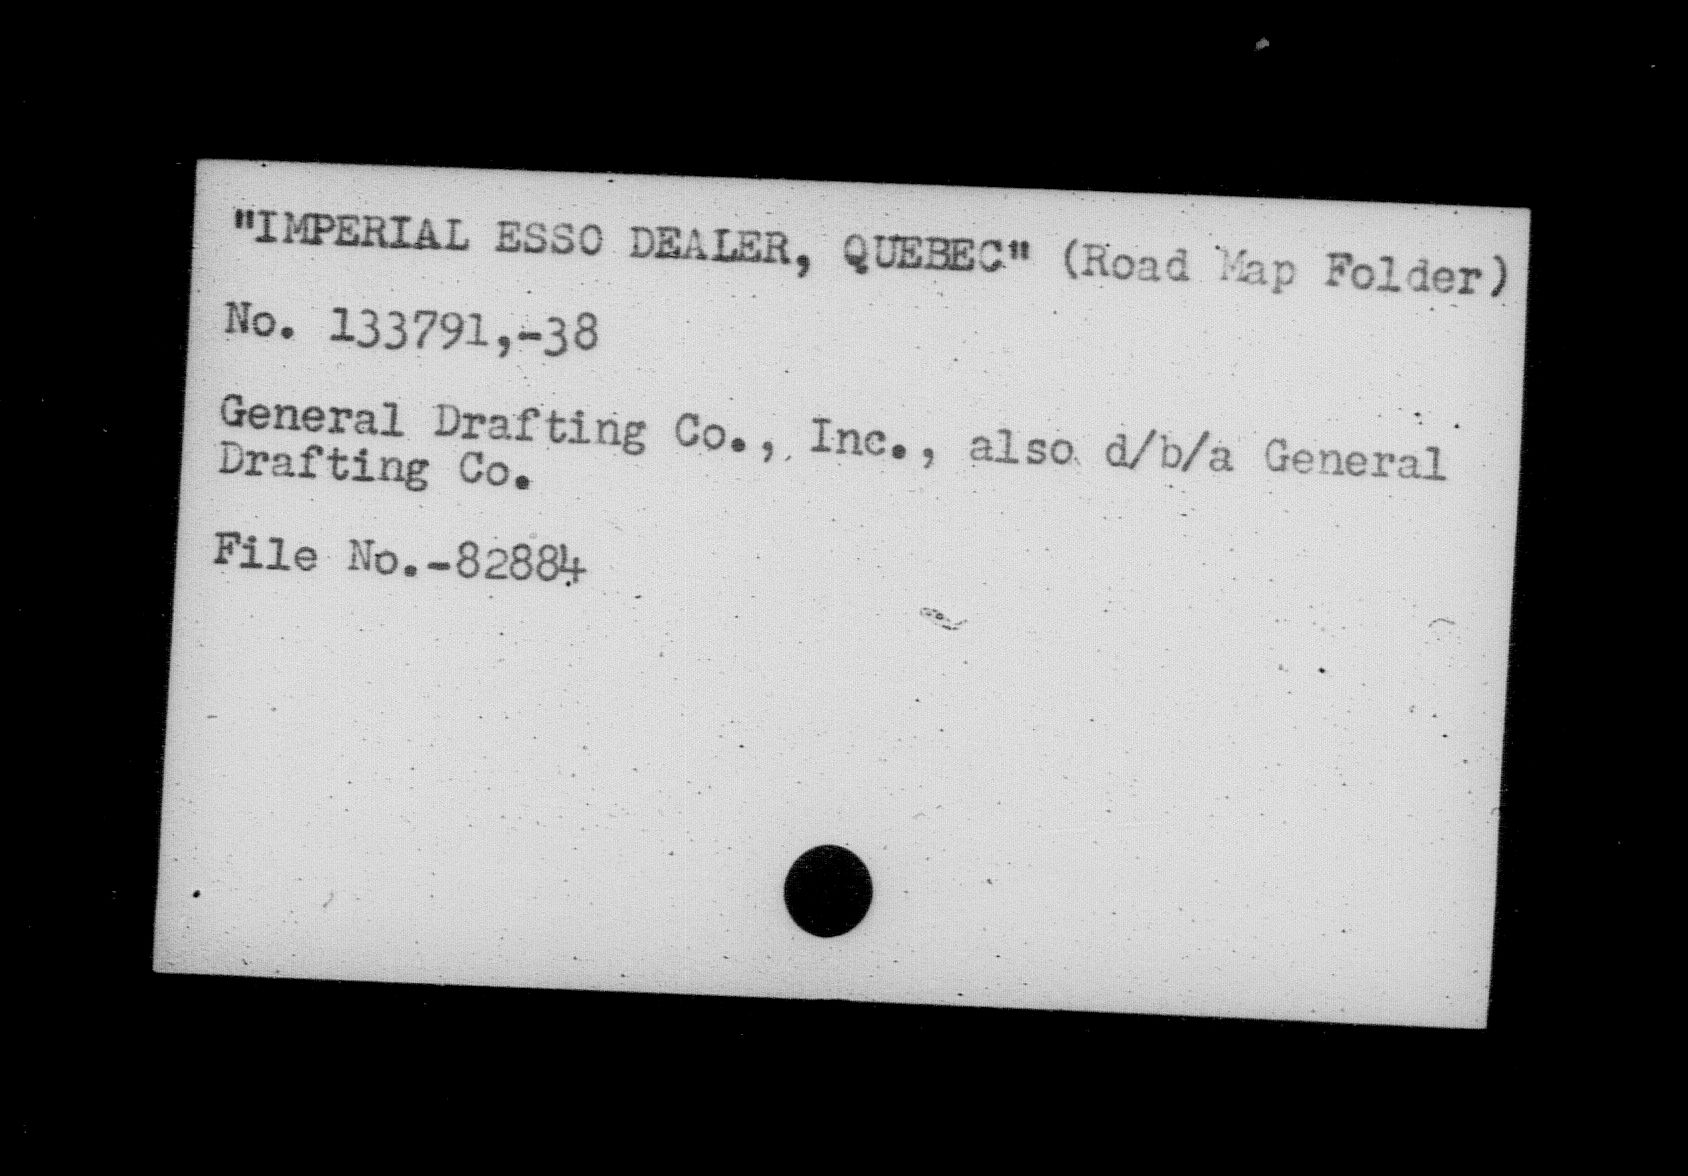 "IMPERIAL ESSO DEALER, QUEBEC" (Road Map Folder)
No. 133791,-38
General Drafting Co., Inc., also d/b/a General
Drafting Co.
File No.-82884